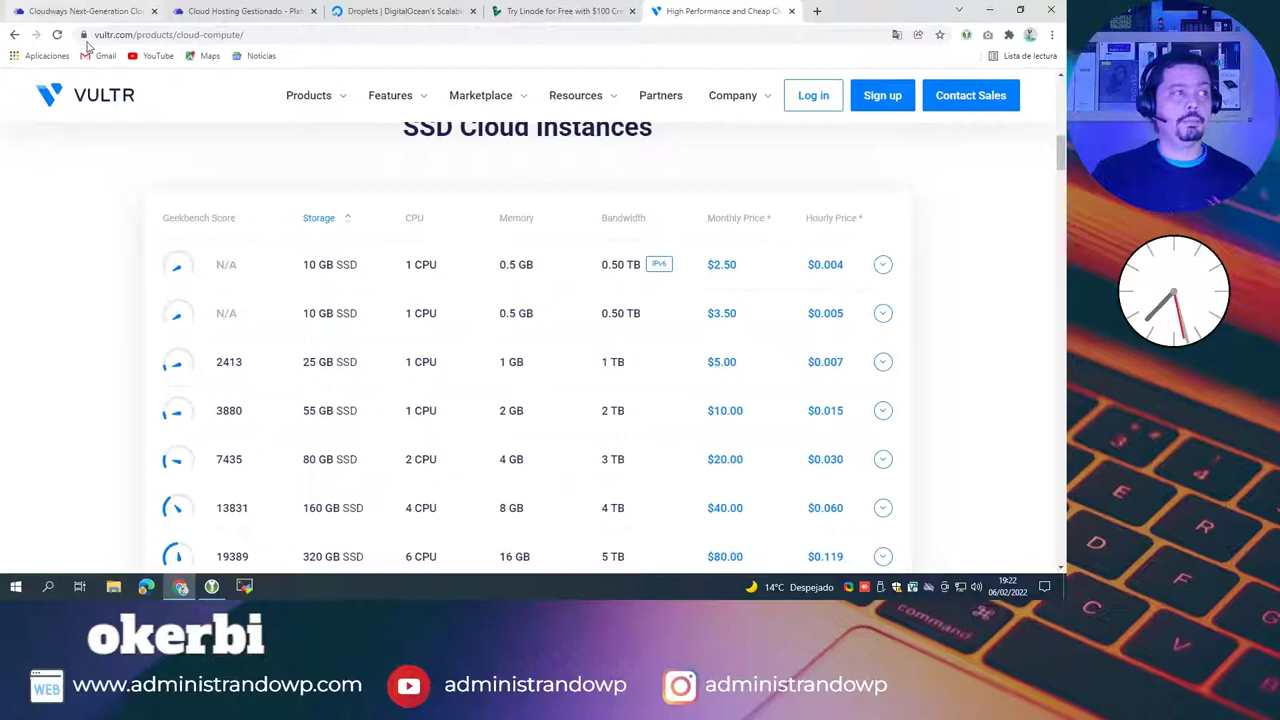 Cloudways Next-Generation Clou
Cloud Hosting Gestionado - Plat
Droplets | DigitalOcean's Scalabl
Try Linode for Free with $100 Cre
High Performance and Cheap Clo
vultr.com/products/cloud-compute/
Aplicaciones
Gmail
YouTube
Maps
Noticias
Lista de lectura
VULTR
Products
Features
Marketplace
Resources
Partners
Company
Log in
Sign up
Contact Sales
SSD Cloud Instances
Geekbench Score Storage CPU Memory Bandwidth Monthly Price * Hourly Price *
N/A 10 GB SSD 1 CPU 0.5 GB 0.50 TB IPv6 $2.50 $0.004
N/A 10 GB SSD 1 CPU 0.5 GB 0.50 TB $3.50 $0.005
2413 25 GB SSD 1 CPU 1 GB 1 TB $5.00 $0.007
3880 55 GB SSD 1 CPU 2 GB 2 TB $10.00 $0.015
7435 80 GB SSD 2 CPU 4 GB 3 TB $20.00 $0.030
13831 160 GB SSD 4 CPU 8 GB 4 TB $40.00 $0.060
19389 320 GB SSD 6 CPU 16 GB 5 TB $80.00 $0.119
14°C Despejado
19:22
06/02/2022
okerbi
WEB www.administrandowp.com
administrandowp
administrandowp
command